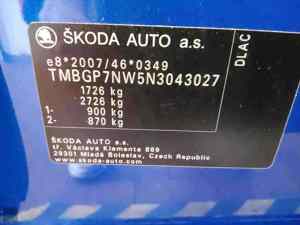 ŠKODA AUTO a.s.
e8*2007/46*0349
TMBGP7NW5N3043027
1726 kg
2726 kg
1- 900 kg
2- 870 kg
ŠKODA AUTO a.s.
tř. Václava Klementa 869
29301 Mladá Boleslav, Czech Republic
www.skoda-auto.com
DLAC